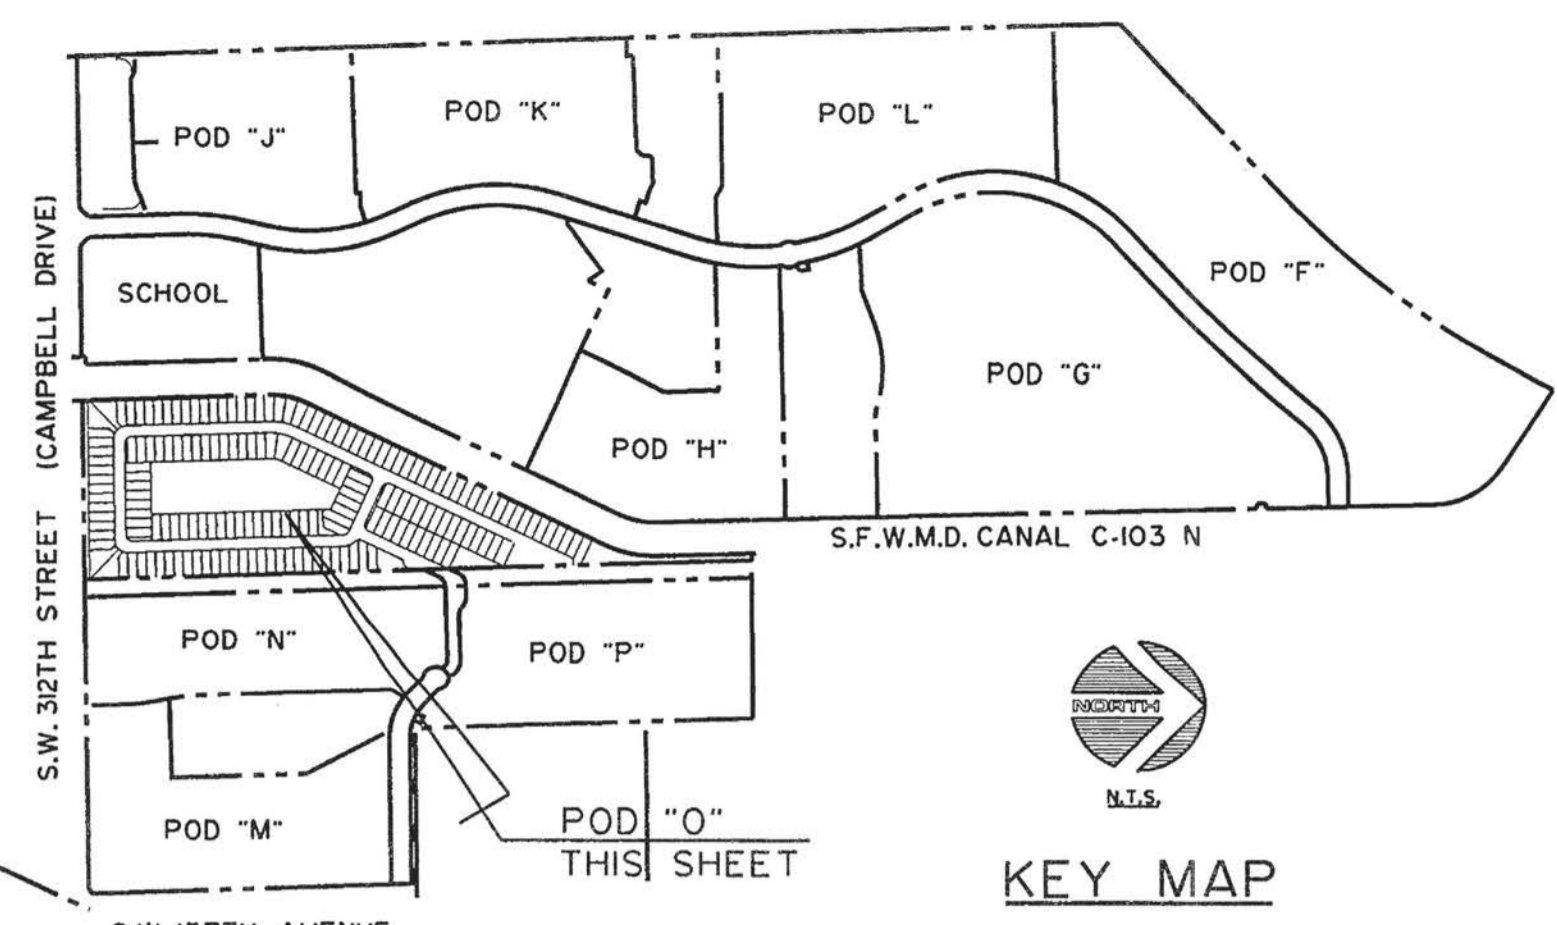 POD "J"
POD "K"
POD "L"
POD "F"
SCHOOL
POD "G"
POD "H"
S.W. 312TH STREET (CAMPBELL DRIVE)
S.F.W.M.D. CANAL C-103 N
POD "N"
POD "P"
NORTH
N.T.S.
POD "M"
POD "O"
THIS SHEET
KEY MAP
AVENUE